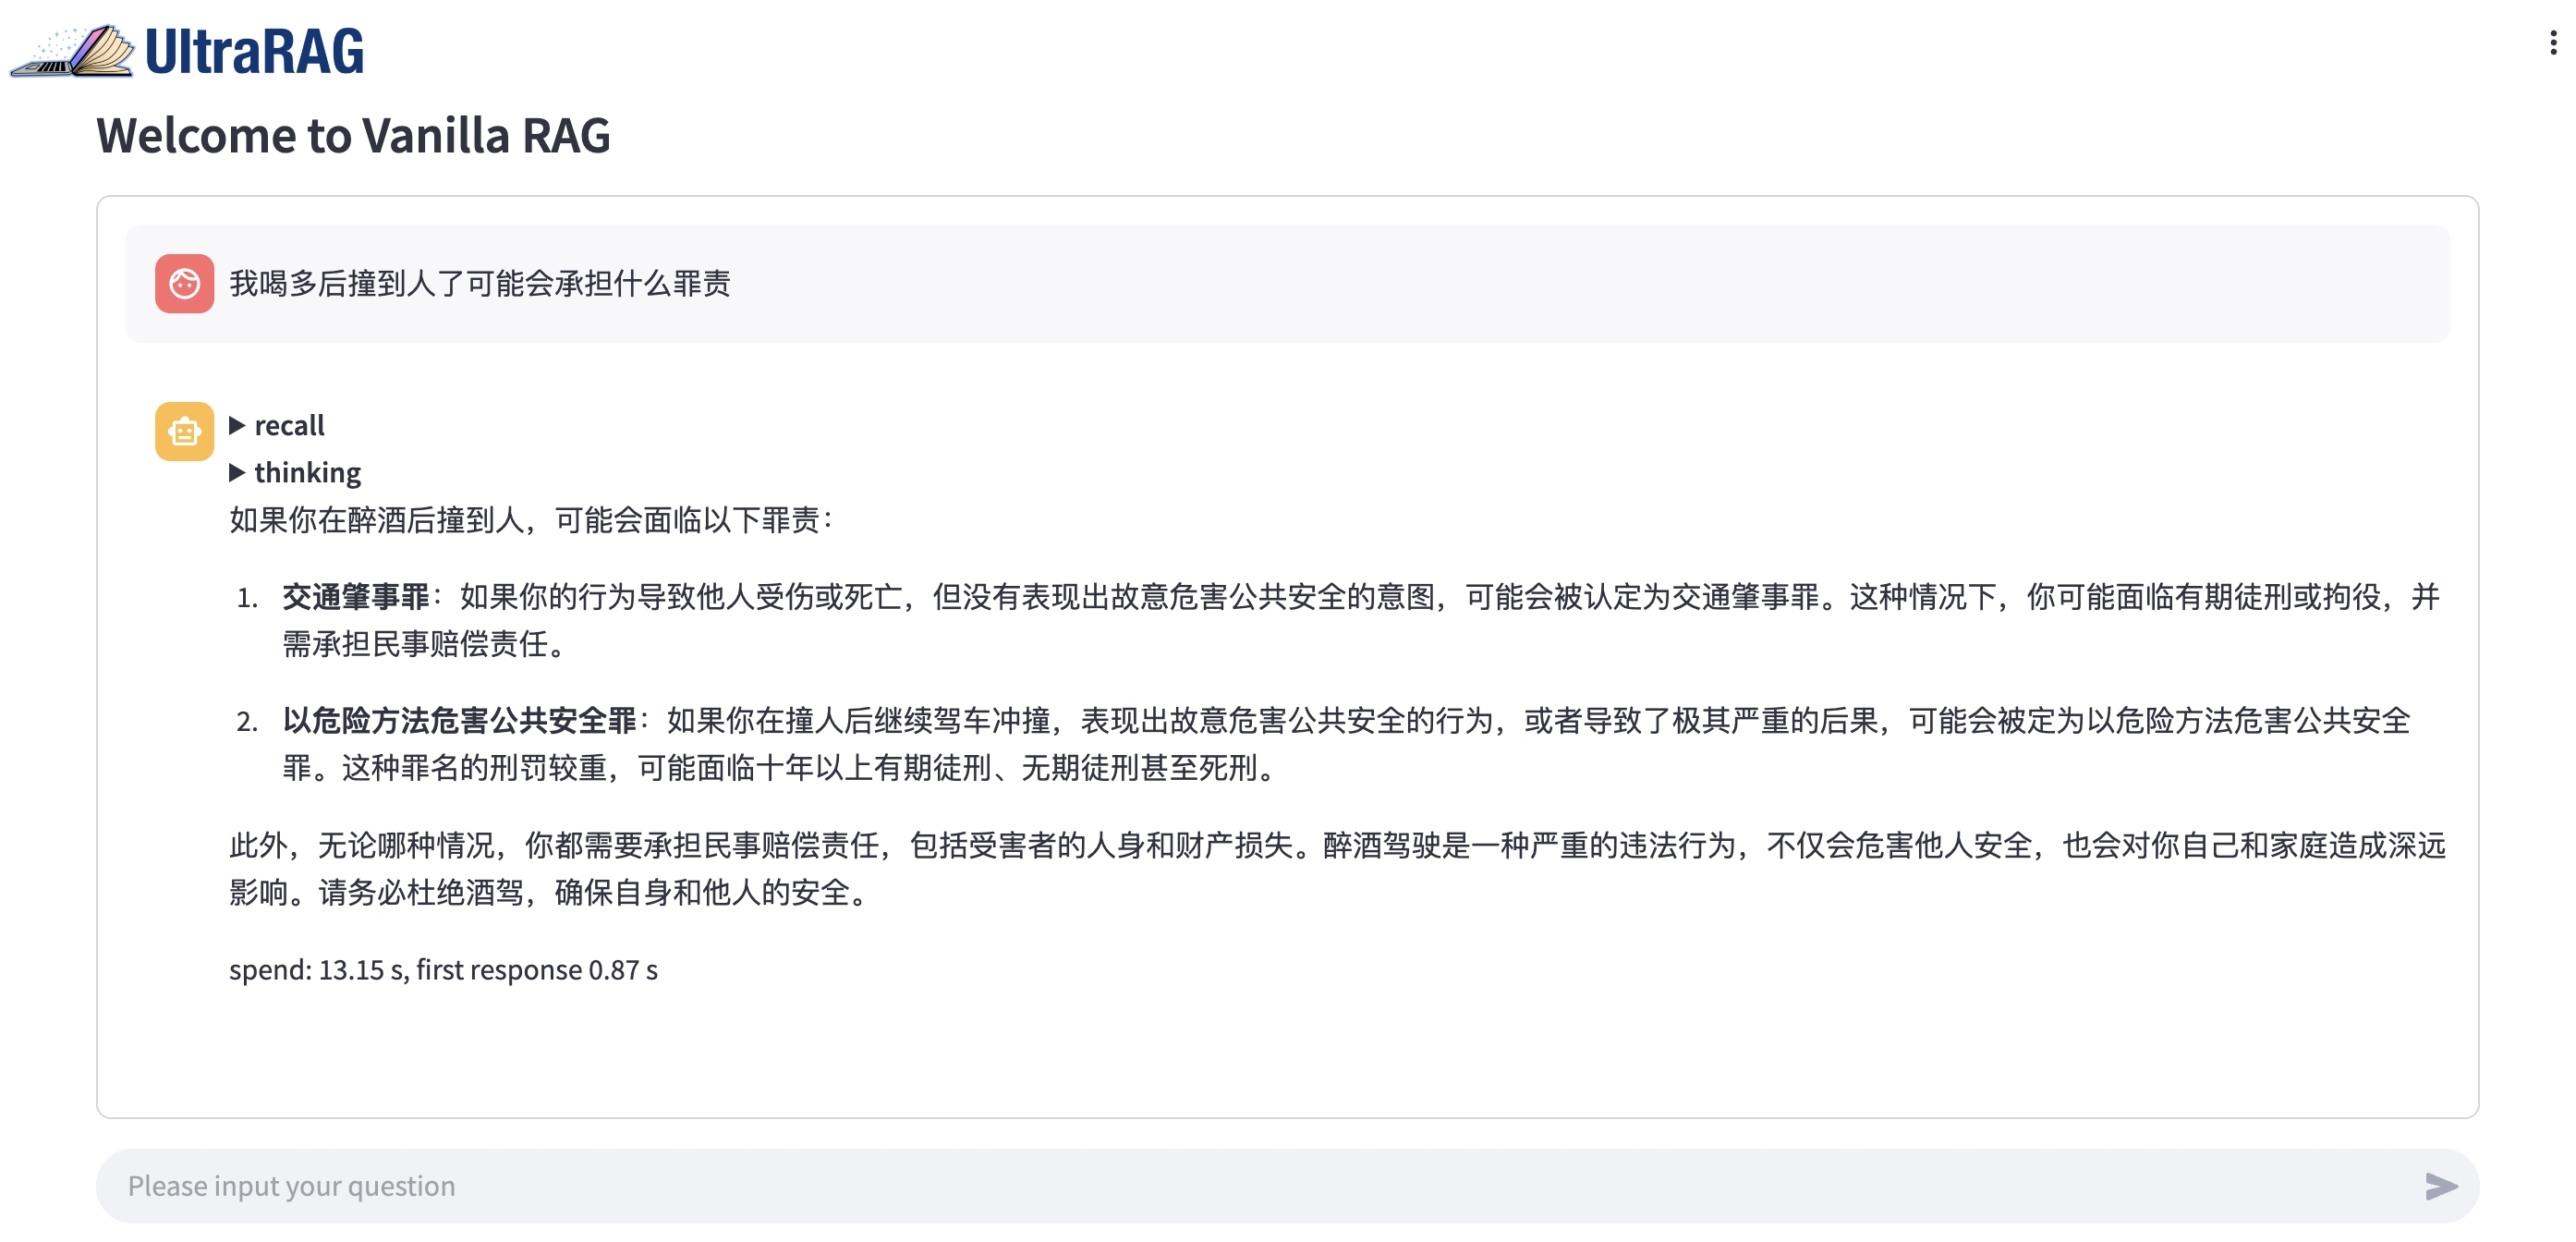 UltraRAG
Welcome to Vanilla RAG
我喝多后撞到人了可能会承担什么罪责
▶ recall
▶ thinking
如果你在醉酒后撞到人，可能会面临以下罪责：
1. 交通肇事罪：如果你的行为导致他人受伤或死亡，但没有表现出故意危害公共安全的意图，可能会被认定为交通肇事罪。这种情况下，你可能面临有期徒刑或拘役，并
需承担民事赔偿责任。
2. 以危险方法危害公共安全罪：如果你在撞人后继续驾车冲撞，表现出故意危害公共安全的行为，或者导致了极其严重的后果，可能会被定为以危险方法危害公共安全
罪。这种罪名的刑罚较重，可能面临十年以上有期徒刑、无期徒刑甚至死刑。
此外，无论哪种情况，你都需要承担民事赔偿责任，包括受害者的人身和财产损失。醉酒驾驶是一种严重的违法行为，不仅会危害他人安全，也会对你自己和家庭造成深远
影响。请务必杜绝酒驾，确保自身和他人的安全。
spend: 13.15 s, first response 0.87 s
Please input your question